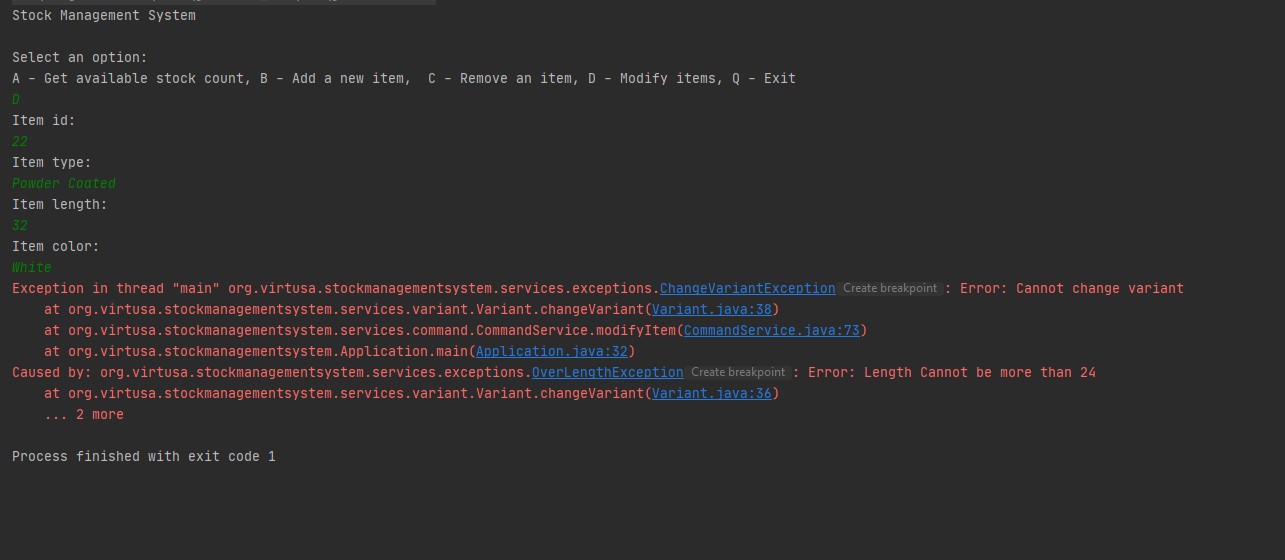 Stock Management System
Select an option:
A - Get available stock count, B - Add a new item,  C - Remove an item, D - Modify items, Q - Exit
D
Item id:
22
Item type:
Powder Coated
Item length:
32
Item color:
White
Exception in thread "main" org.virtusa.stockmanagementsystem.services.exceptions.ChangeVariantException Create breakpoint : Error: Cannot change variant
    at org.virtusa.stockmanagementsystem.services.variant.Variant.changeVariant(Variant.java:38)
    at org.virtusa.stockmanagementsystem.services.command.CommandService.modifyItem(CommandService.java:73)
    at org.virtusa.stockmanagementsystem.Application.main(Application.java:32)
Caused by: org.virtusa.stockmanagementsystem.services.exceptions.OverLengthException Create breakpoint : Error: Length Cannot be more than 24
    at org.virtusa.stockmanagementsystem.services.variant.Variant.changeVariant(Variant.java:36)
    ... 2 more
Process finished with exit code 1